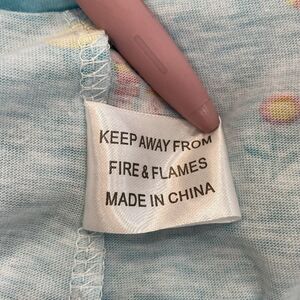 KEEP AWAY FROM
FIRE & FLAMES
MADE IN CHINA